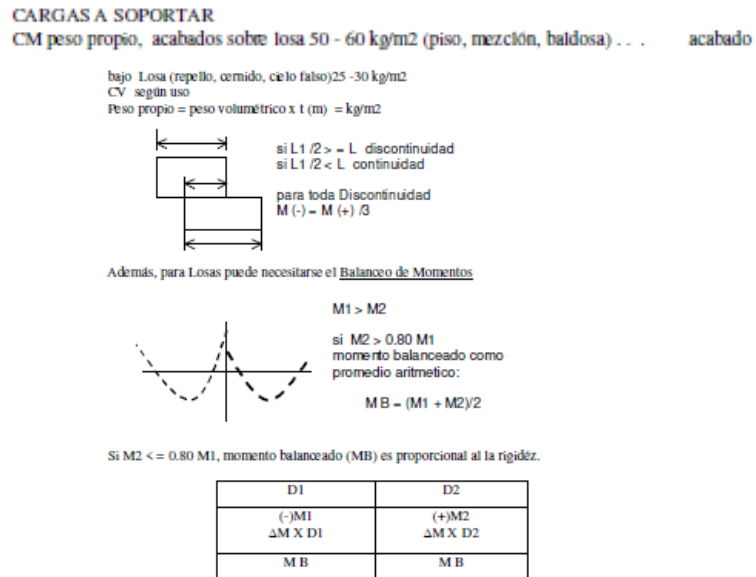 CARGAS A SOPORTAR
CM peso propio, acabados sobre losa 50 - 60 kg/m2 (piso, mezclón, baldosa) . . . acabado
bajo Losa (repello, cernido, cielo falso)25 -30 kg/m2
CV según uso
Peso propio = peso volumétrico x t (m) = kg/m2
si L1 /2 > = L discontinuidad
si L1 /2 < L continuidad
para toda Discontinuidad
M (-) = M (+) /3
Además, para Losas puede necesitarse el Balanceo de Momentos
M1 > M2
si M2 > 0.80 M1
momento balanceado como
promedio aritmetico:
M B = (M1 + M2)/2
Si M2 < = 0.80 M1, momento balanceado (MB) es proporcional al la rigidéz.
D1 D2
(-)M1 (+)M2
ΔM X D1 ΔM X D2
M B M B